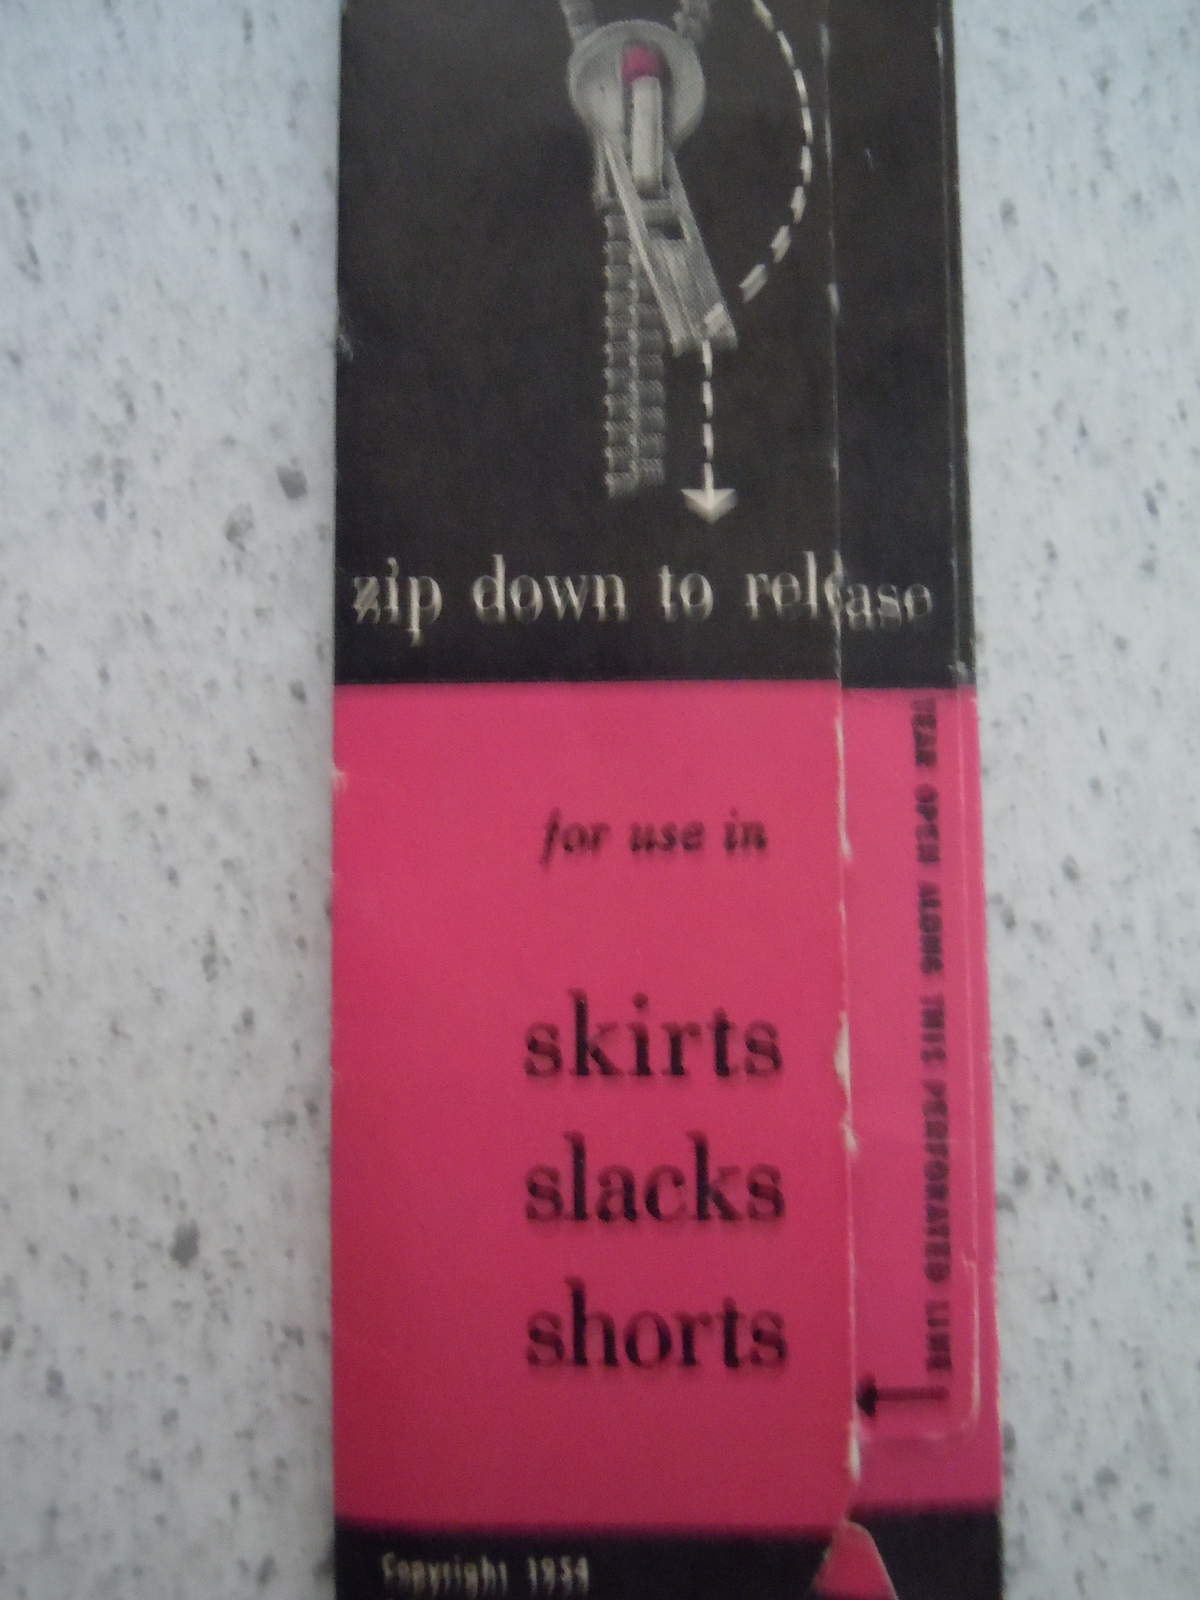 zip down to release
for use in
skirts
slacks
shorts
TEAR OPEN ALONG THIS PERFORATED LINE
Copyright 1954